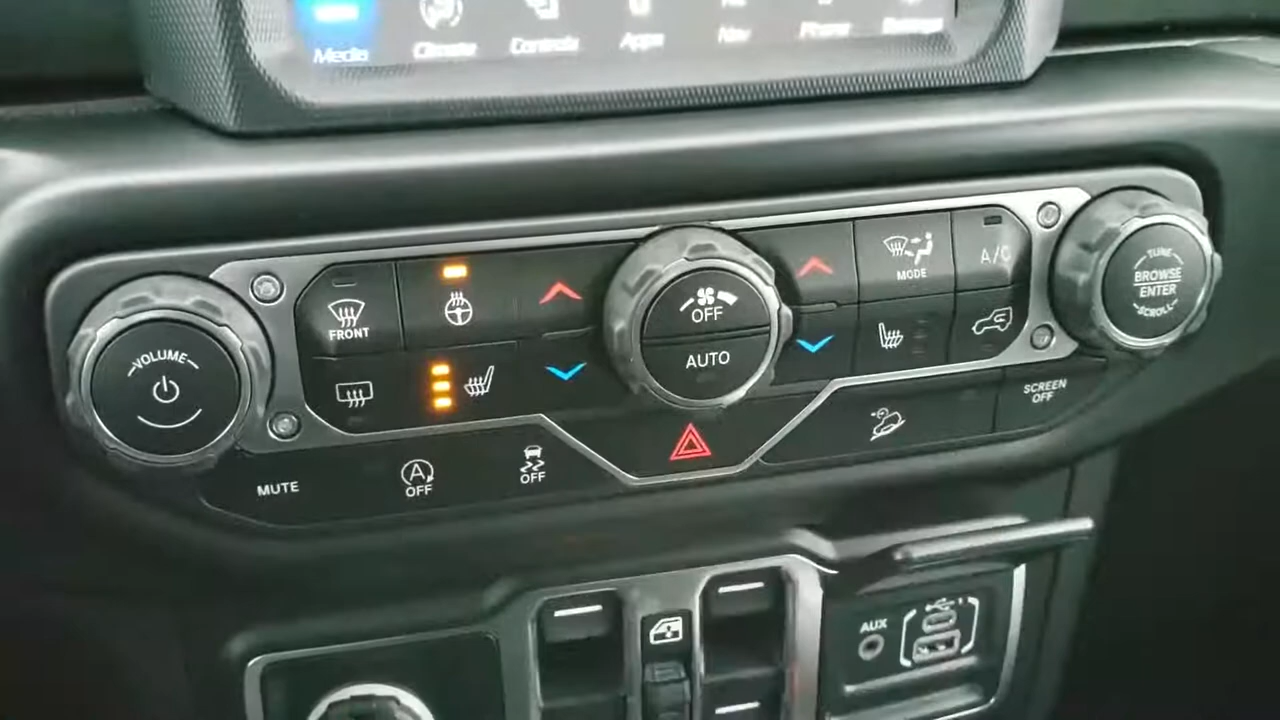 Media
Climate
Controls
Apps
Nav
Phone
VOLUME
FRONT
OFF
AUTO
MODE
A/C
TUNE
BROWSE
ENTER
SCROLL
MUTE
A
OFF
OFF
SCREEN
OFF
AUX